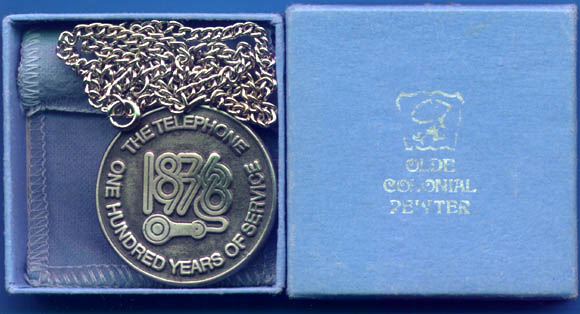 THE TELEPHONE
1876
1976
ONE HUNDRED YEARS OF SERVICE
OLDE
COLONIAL
PEWTER